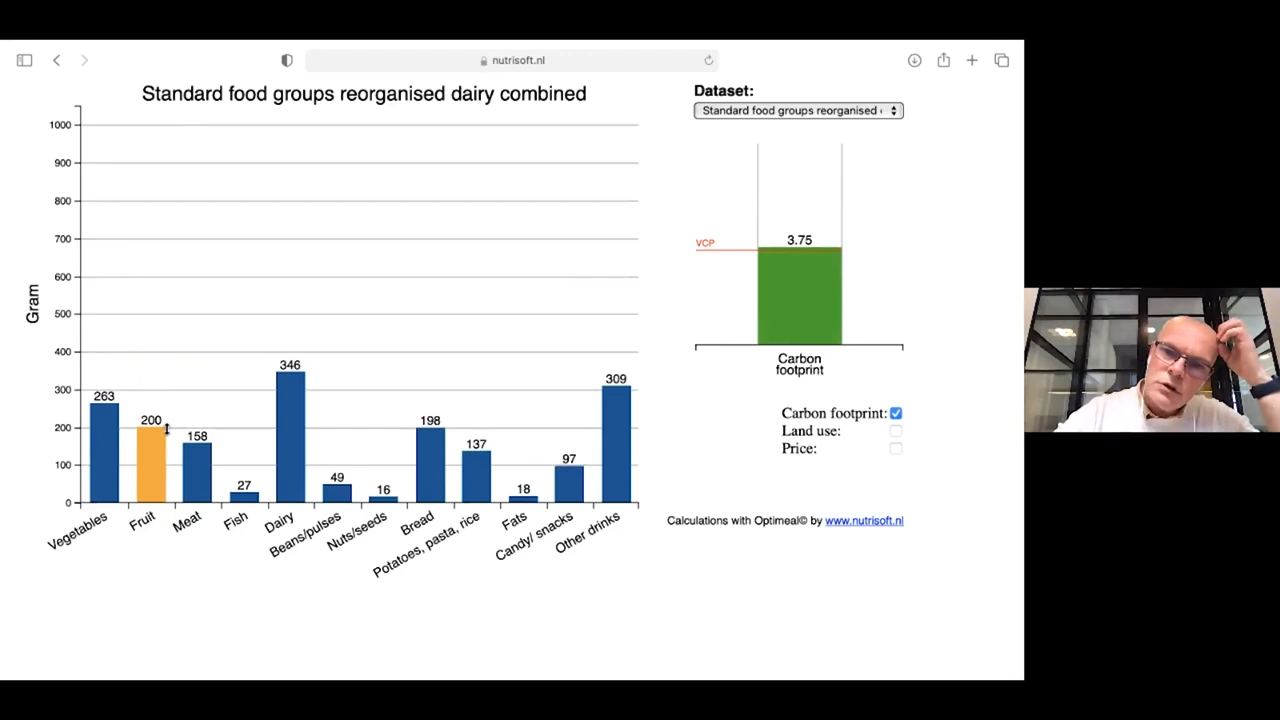 nutrisoft.nl
Standard food groups reorganised dairy combined
Dataset:
Standard food groups reorganised
1000
900
800
700
600
500
400
300
200
100
0
Gram
263
200
158
27
346
49
16
198
137
18
97
309
Vegetables
Fruit
Meat
Fish
Dairy
Beans/pulses
Nuts/seeds
Bread
Potatoes, pasta, rice
Fats
Candy/ snacks
Other drinks
VCP
3.75
Carbon
footprint
Carbon footprint:
Land use:
Price:
Calculations with Optimeal© by www.nutrisoft.nl